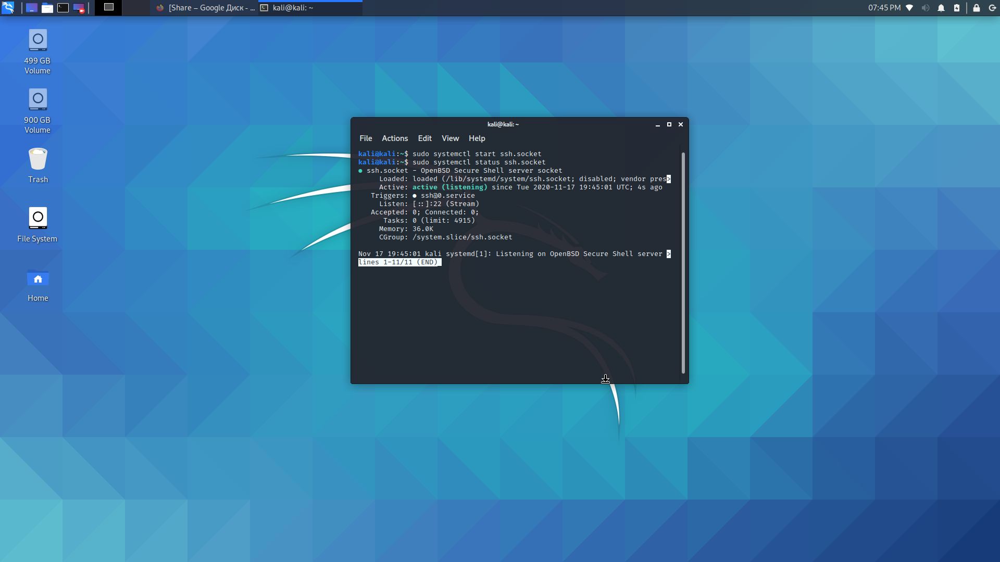 [Share – Google Диск - ...
kali@kali: ~
07:45 PM
499 GB
Volume
900 GB
Volume
Trash
File System
Home
kali@kali: ~
File Actions Edit View Help
kali@kali:~$ sudo systemctl start ssh.socket
kali@kali:~$ sudo systemctl status ssh.socket
● ssh.socket - OpenBSD Secure Shell server socket
Loaded: loaded (/lib/systemd/system/ssh.socket; disabled; vendor pres>
Active: active (listening) since Tue 2020-11-17 19:45:01 UTC; 4s ago
Triggers: ● ssh@0.service
Listen: [::]:22 (Stream)
Accepted: 0; Connected: 0;
Tasks: 0 (limit: 4915)
Memory: 36.0K
CGroup: /system.slice/ssh.socket
Nov 17 19:45:01 kali systemd[1]: Listening on OpenBSD Secure Shell server >
lines 1-11/11 (END)